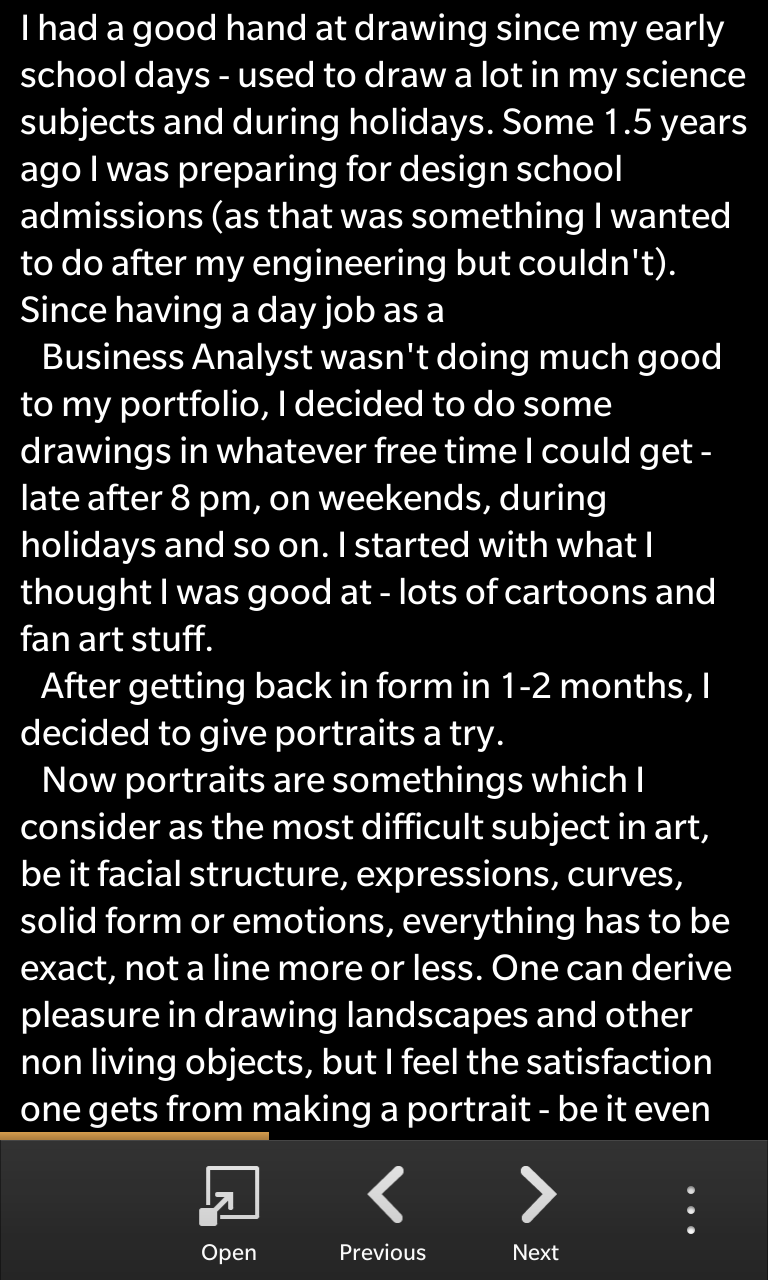 I had a good hand at drawing since my early
school days - used to draw a lot in my science
subjects and during holidays. Some 1.5 years
ago I was preparing for design school
admissions (as that was something I wanted
to do after my engineering but couldn't).
Since having a day job as a
Business Analyst wasn't doing much good
to my portfolio, I decided to do some
drawings in whatever free time I could get -
late after 8 pm, on weekends, during
holidays and so on. I started with what I
thought I was good at - lots of cartoons and
fan art stuff.
After getting back in form in 1-2 months, I
decided to give portraits a try.
Now portraits are somethings which I
consider as the most difficult subject in art,
be it facial structure, expressions, curves,
solid form or emotions, everything has to be
exact, not a line more or less. One can derive
pleasure in drawing landscapes and other
non living objects, but I feel the satisfaction
one gets from making a portrait - be it even
Open Previous Next